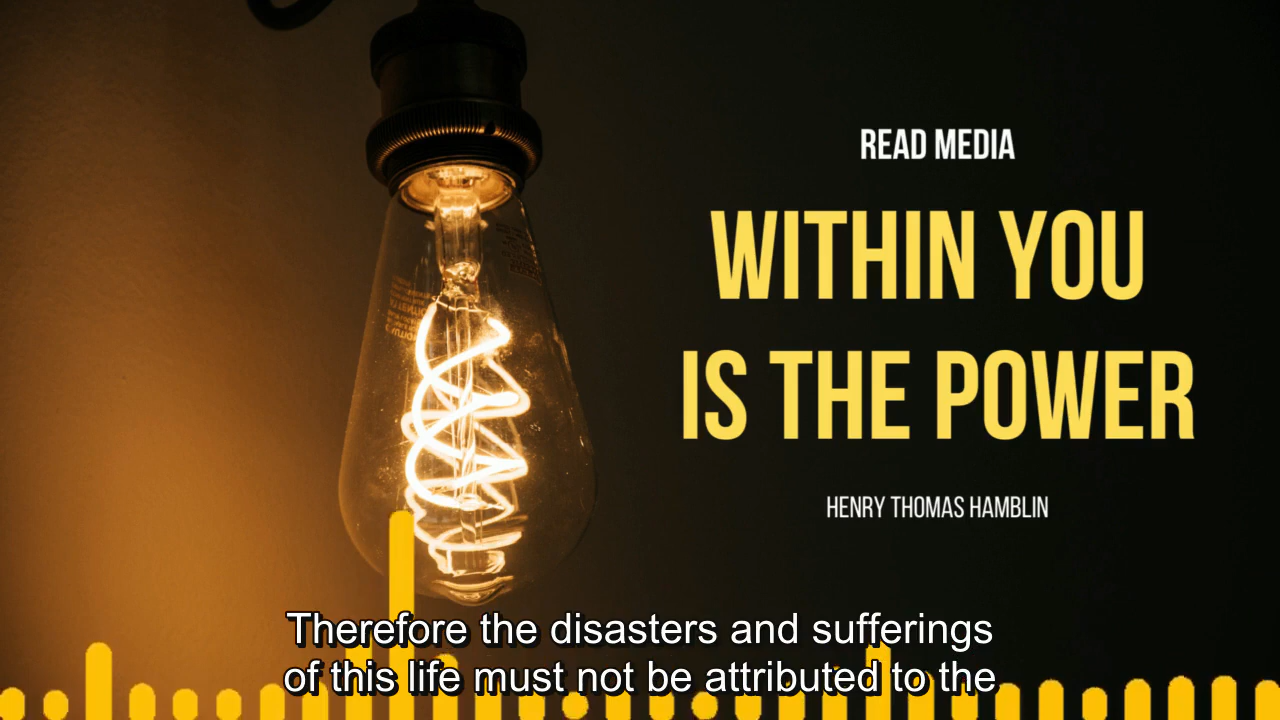 READ MEDIA
WITHIN YOU
IS THE POWER
HENRY THOMAS HAMBLIN
Therefore the disasters and sufferings
of this life must not be attributed to the